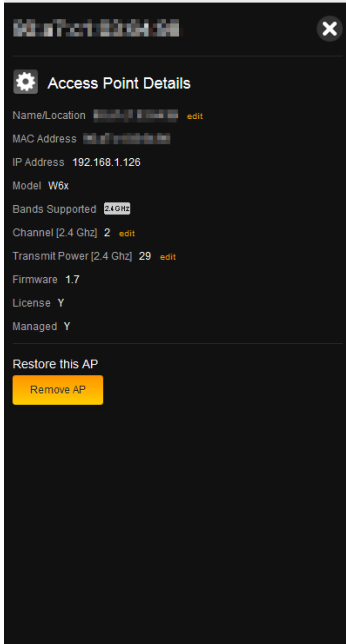 Access Point Details
Name/Location edit
MAC Address
IP Address 192.168.1.126
Model W6x
Bands Supported 2.4 GHz
Channel [2.4 Ghz] 2 edit
Transmit Power [2.4 Ghz] 29 edit
Firmware 1.7
License Y
Managed Y
Restore this AP
Remove AP